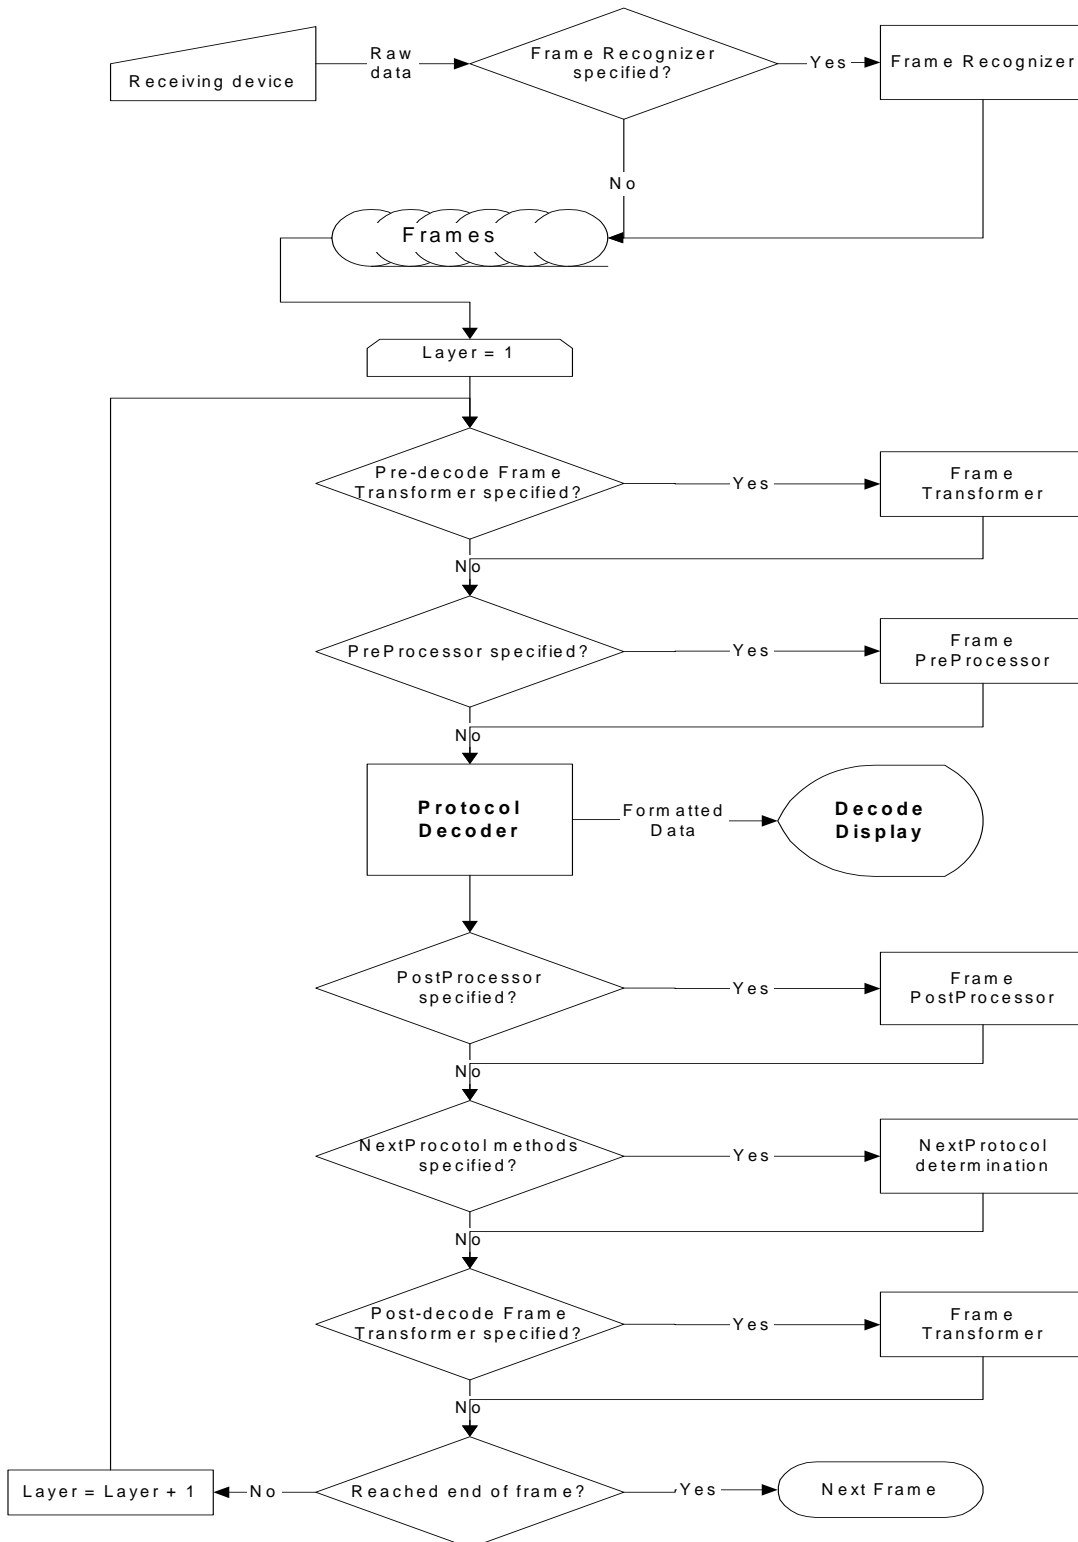 Receiving device
Raw
data
Frame Recognizer
specified?
Yes
Frame Recognizer
No
Frames
Layer = 1
Pre-decode Frame
Transformer specified?
Yes
Frame
Transformer
No
PreProcessor specified?
Yes
Frame
PreProcessor
No
Protocol
Decoder
Formatted
Data
Decode
Display
PostProcessor
specified?
Yes
Frame
PostProcessor
No
NextProcotol methods
specified?
Yes
NextProtocol
determination
No
Post-decode Frame
Transformer specified?
Yes
Frame
Transformer
No
Layer = Layer + 1
No
Reached end of frame?
Yes
Next Frame